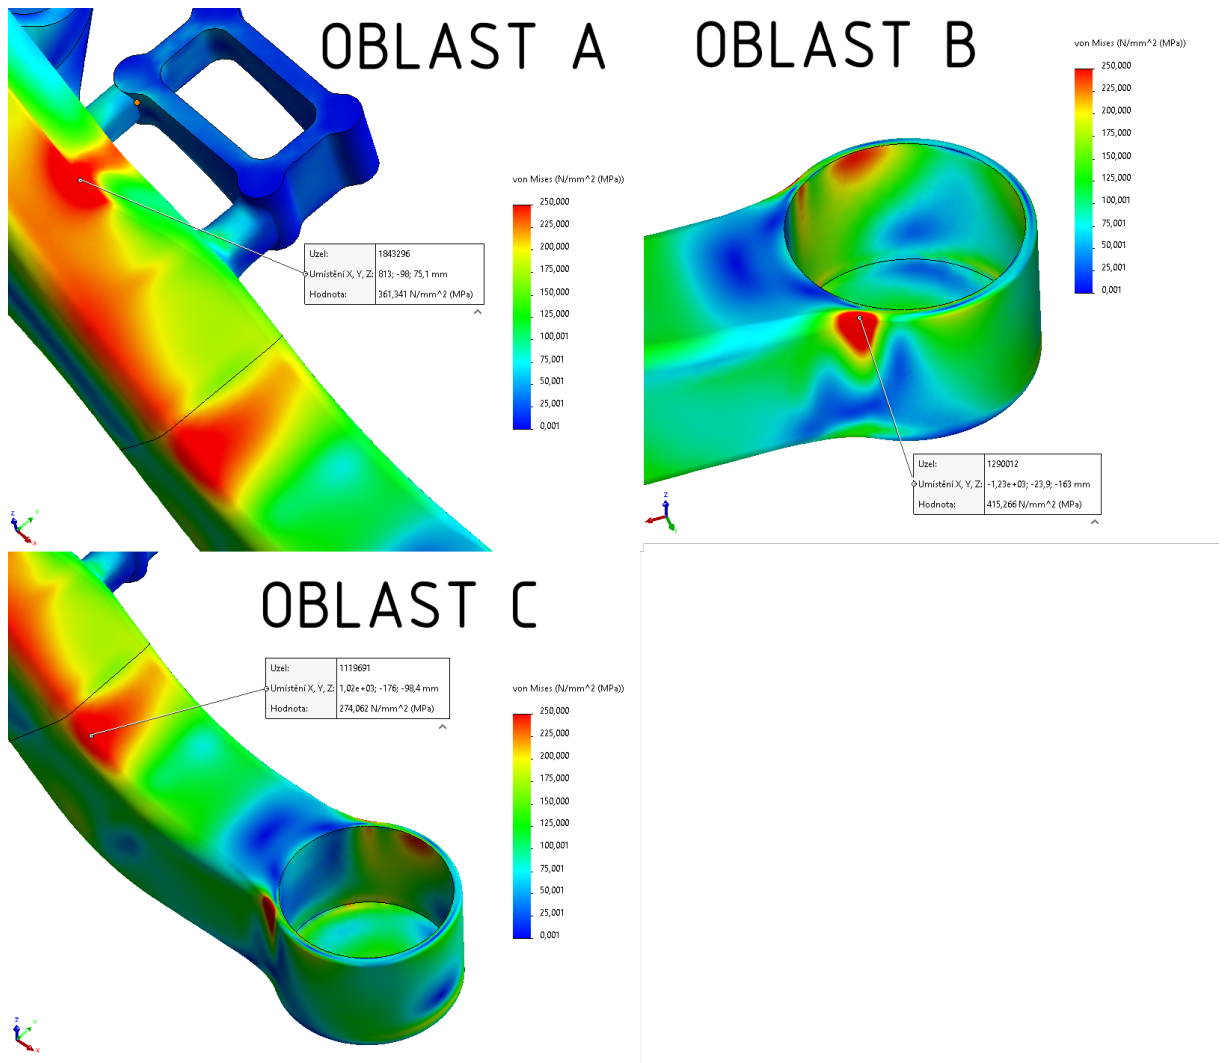 OBLAST A
von Mises (N/mm^2 (MPa))
250,000
225,000
200,000
175,000
150,000
125,000
100,001
75,001
50,001
25,001
0,001
Uzel: 1843296
Umístění X, Y, Z: 813; -98; 75,1 mm
Hodnota: 361,341 N/mm^2 (MPa)
OBLAST B
von Mises (N/mm^2 (MPa))
250,000
225,000
200,000
175,000
150,000
125,000
100,001
75,001
50,001
25,001
0,001
Uzel: 1290012
Umístění X, Y, Z: -1,23e+03; -23,9; -163 mm
Hodnota: 415,266 N/mm^2 (MPa)
OBLAST C
Uzel: 1119691
Umístění X, Y, Z: 1,02e+03; -176; -98,4 mm
Hodnota: 274,062 N/mm^2 (MPa)
von Mises (N/mm^2 (MPa))
250,000
225,000
200,000
175,000
150,000
125,000
100,001
75,001
50,001
25,001
0,001